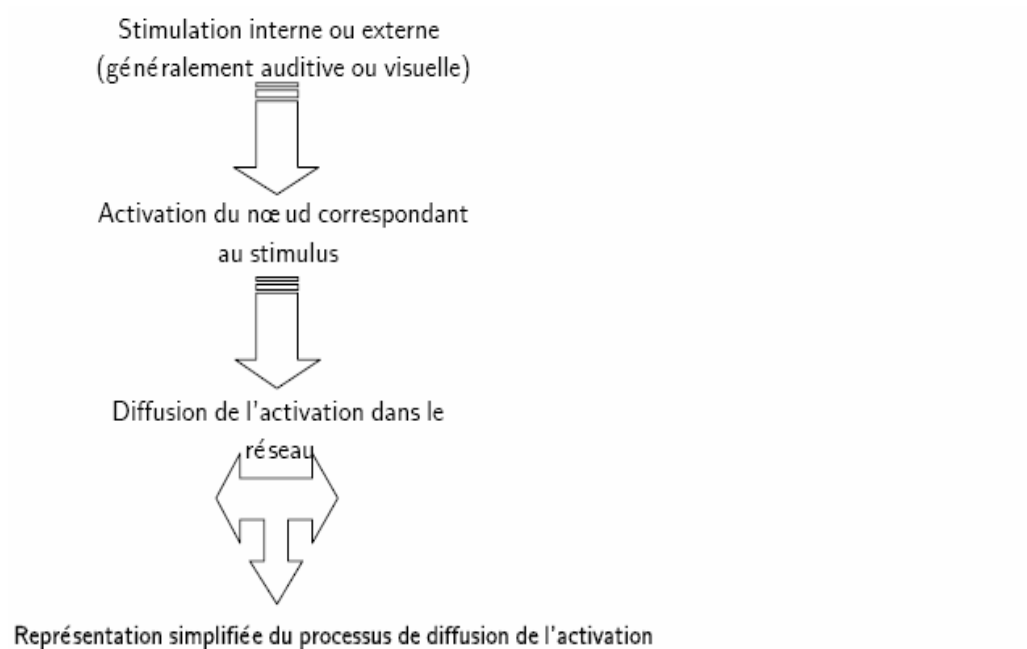 Stimulation interne ou externe
(généralement auditive ou visuelle)
Activation du nœud correspondant
au stimulus
Diffusion de l'activation dans le
réseau
Représentation simplifiée du processus de diffusion de l'activation